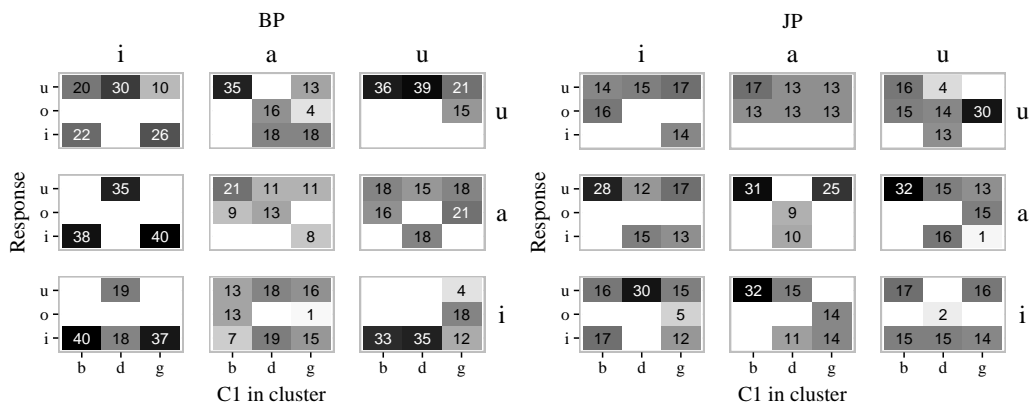 BP JP
i a u i a u
u 20 30 10 35 13 36 39 21 u u 14 15 17 17 13 13 16 4 u
o 16 4 15 o 16 13 13 13 15 14 30
i 22 26 18 18 i 14 13
Response Response
u 35 21 11 11 18 15 18 a u 28 12 17 31 25 32 15 13 a
o 9 13 16 21 o 9 15
i 38 40 8 18 i 15 13 10 16 1
u 19 13 18 16 4 i u 16 30 15 32 15 17 16 i
o 13 1 18 o 5 14 2
i 40 18 37 7 19 15 33 35 12 i 17 12 11 14 15 15 14
b d g b d g b d g b d g b d g b d g
C1 in cluster C1 in cluster